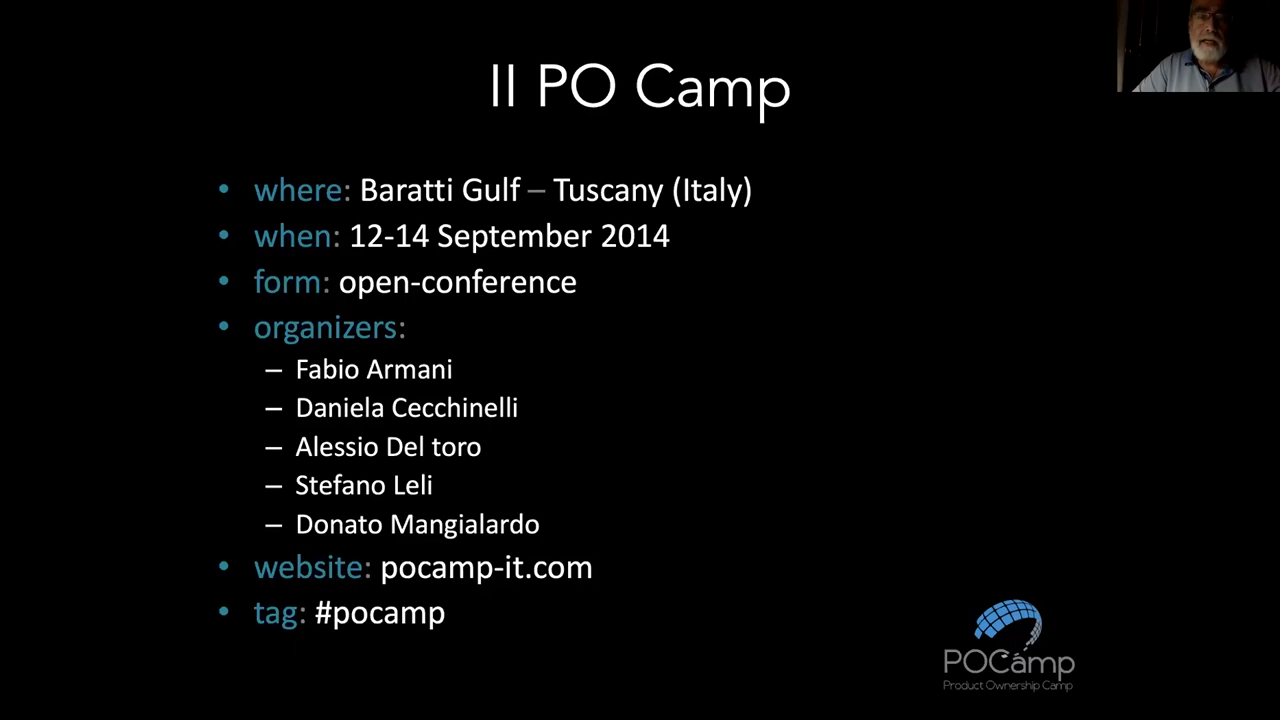 II PO Camp
• where: Baratti Gulf – Tuscany (Italy)
• when: 12-14 September 2014
• form: open-conference
• organizers:
– Fabio Armani
– Daniela Cecchinelli
– Alessio Del toro
– Stefano Leli
– Donato Mangialardo
• website: pocamp-it.com
• tag: #pocamp
POCámp
Product Ownership Camp